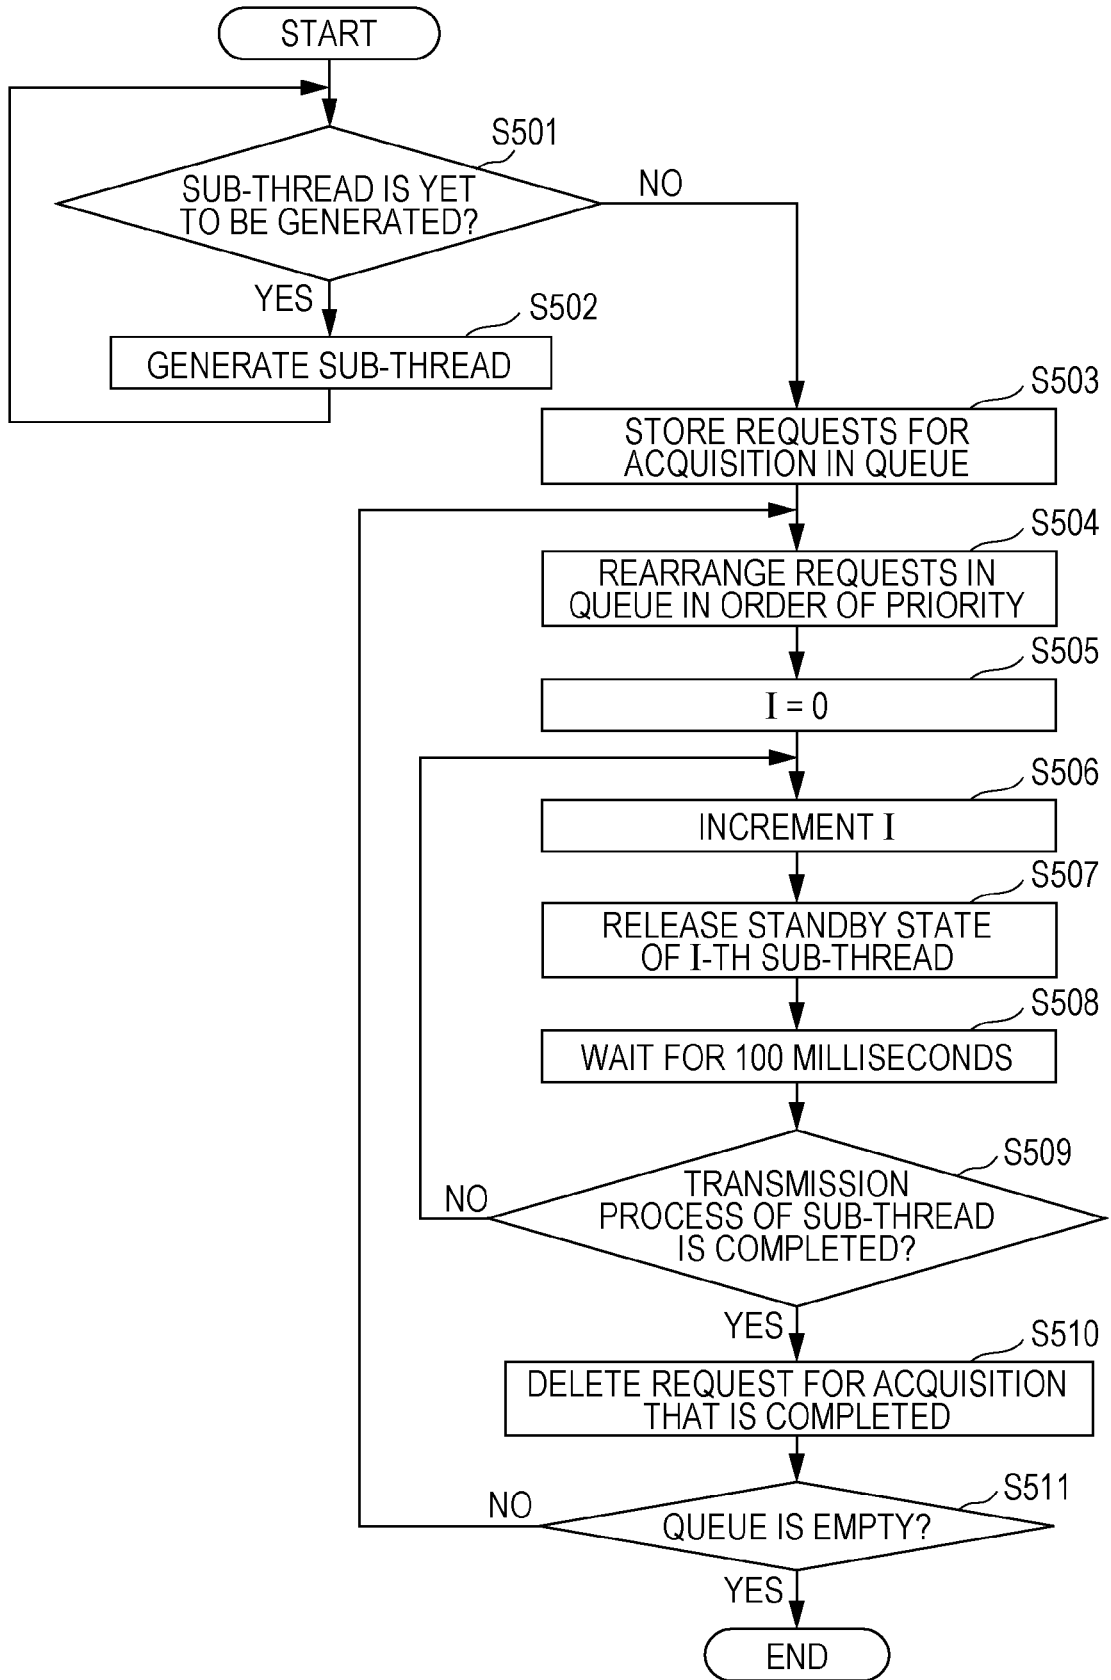 START
S501
SUB-THREAD IS YET
TO BE GENERATED?
NO
YES
S502
GENERATE SUB-THREAD
S503
STORE REQUESTS FOR
ACQUISITION IN QUEUE
S504
REARRANGE REQUESTS IN
QUEUE IN ORDER OF PRIORITY
S505
I = 0
S506
INCREMENT I
S507
RELEASE STANDBY STATE
OF I-TH SUB-THREAD
S508
WAIT FOR 100 MILLISECONDS
S509
TRANSMISSION
PROCESS OF SUB-THREAD
IS COMPLETED?
NO
YES
S510
DELETE REQUEST FOR ACQUISITION
THAT IS COMPLETED
S511
QUEUE IS EMPTY?
NO
YES
END